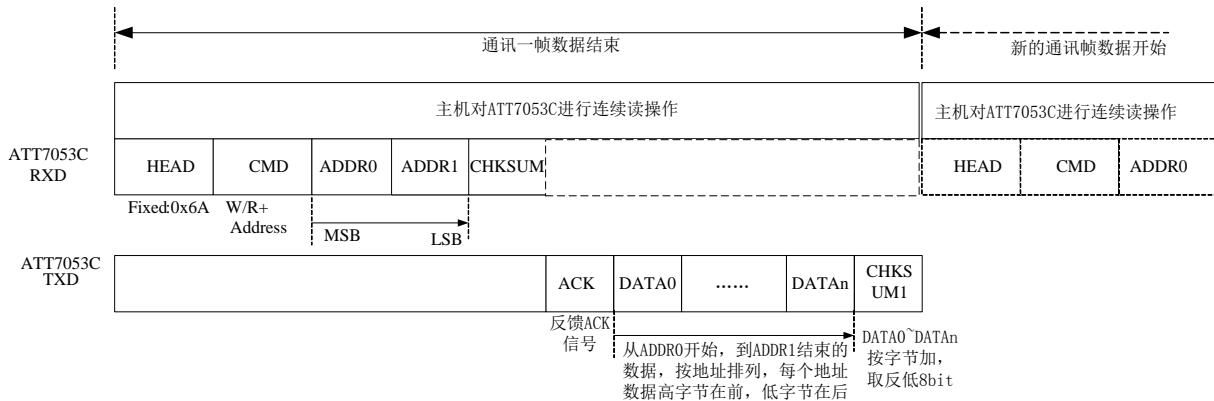 通讯一帧数据结束
新的通讯帧数据开始
主机对ATT7053C进行连续读操作
主机对ATT7053C进行连续读操作
ATT7053C
RXD
HEAD
CMD
ADDR0
ADDR1
CHKSUM
HEAD
CMD
ADDR0
Fixed:0x6A
W/R+
Address
MSB
LSB
ATT7053C
TXD
ACK
DATA0
……
DATAn
CHKS
UM1
反馈ACK
信号
从ADDR0开始，到ADDR1结束的
数据，按地址排列，每个地址
数据高字节在前，低字节在后
DATA0~DATAn
按字节加，
取反低8bit